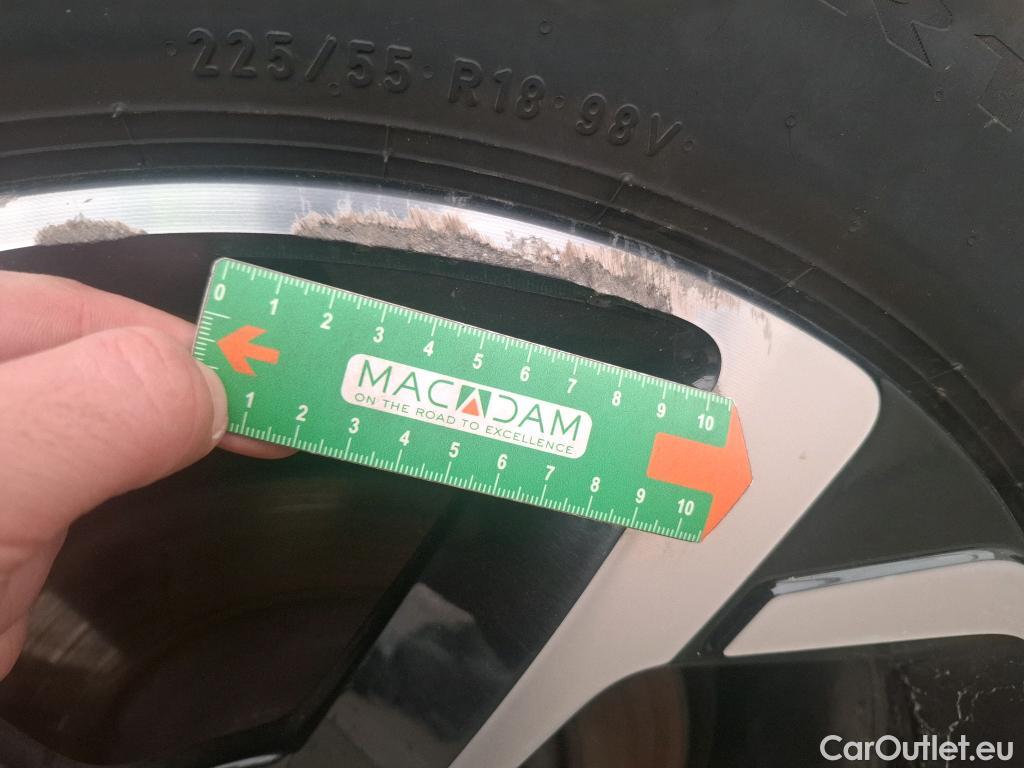 225/55 R18 98V
0 1 2 3 4 5 6 7 8 9 10
MACADAM
ON THE ROAD TO EXCELLENCE
1 2 3 4 5 6 7 8 9 10
CarOutlet.eu